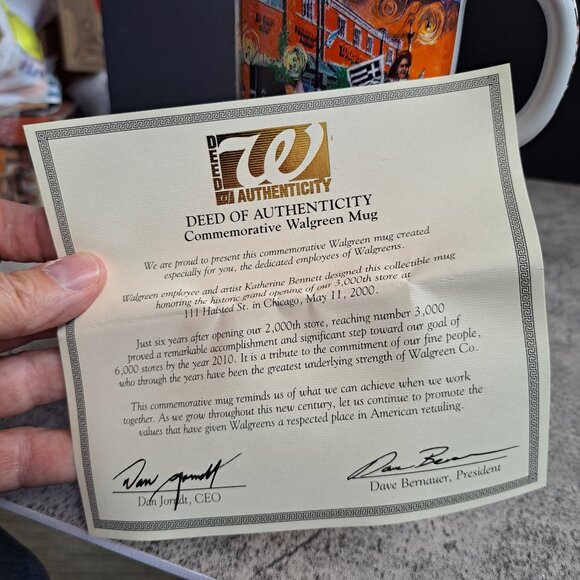 DEED
W
OF AUTHENTICITY
DEED OF AUTHENTICITY
Commemorative Walgreen Mug
We are proud to present this commemorative Walgreen mug created
especially for you, the dedicated employees of Walgreens.
Walgreen employee and artist Katherine Bennett designed this collectible mug
honoring the historic grand opening of our 3,000th store at
111 Halsted St. in Chicago, May 11, 2000.
Just six years after opening our 2,000th store, reaching number 3,000
proved a remarkable accomplishment and significant step toward our goal of
6,000 stores by the year 2010. It is a tribute to the commitment of our fine people,
who through the years have been the greatest underlying strength of Walgreen Co.
This commemorative mug reminds us of what we can achieve when we work
together. As we grow throughout this new century, let us continue to promote the
values that have given Walgreens a respected place in American retailing.
Dan Jorndt
Dan Jorndt, CEO
Dave Bernauer, President